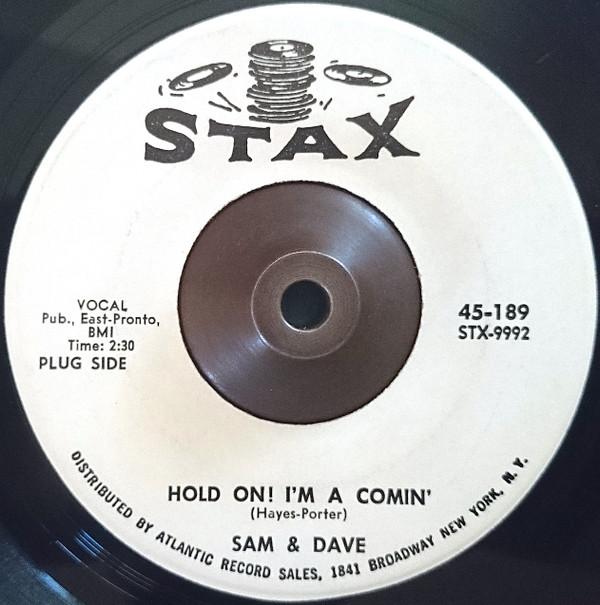 STAX
VOCAL
Pub., East-Pronto,
BMI
Time: 2:30
PLUG SIDE
45-189
STX-9992
HOLD ON! I'M A COMIN'
(Hayes-Porter)
SAM & DAVE
DISTRIBUTED BY ATLANTIC RECORD SALES, 1841 BROADWAY NEW YORK, N. Y.